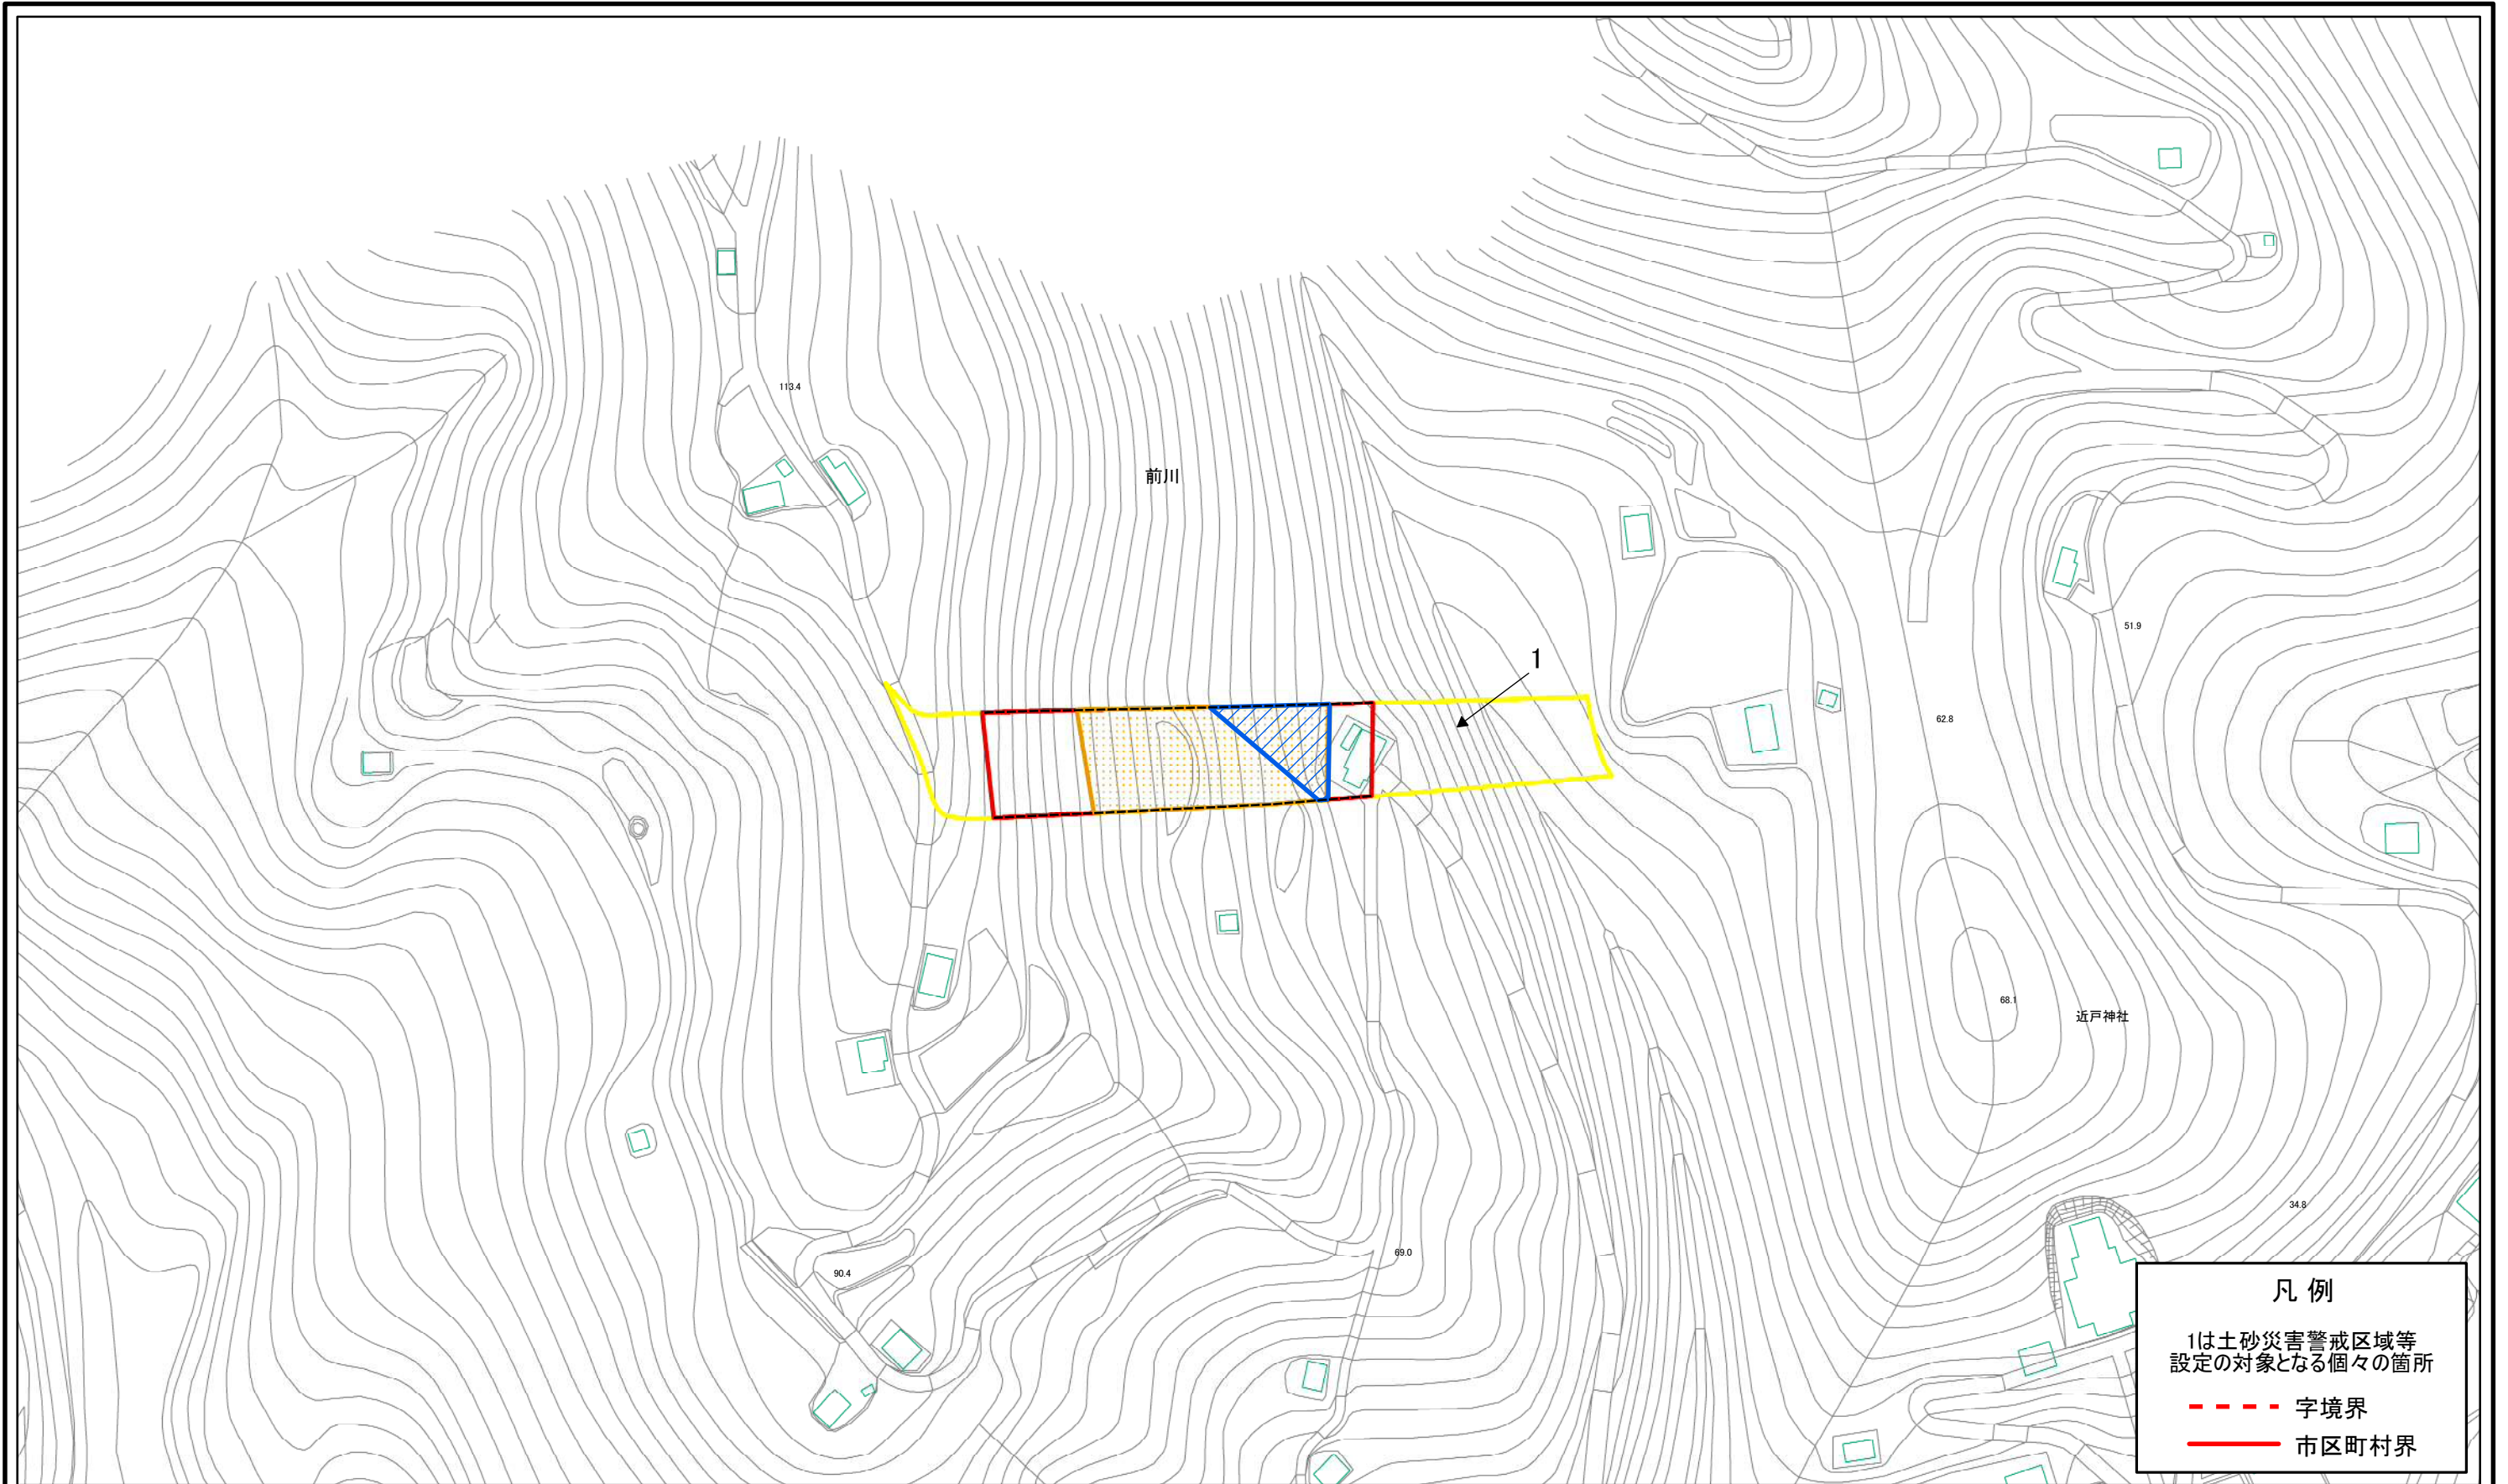 113.4
前川
1
51.9
62.8
68.1
近戸神社
34.8
69.0
90.4
凡 例
1は土砂災害警戒区域等
設定の対象となる個々の箇所
字境界
市区町村界